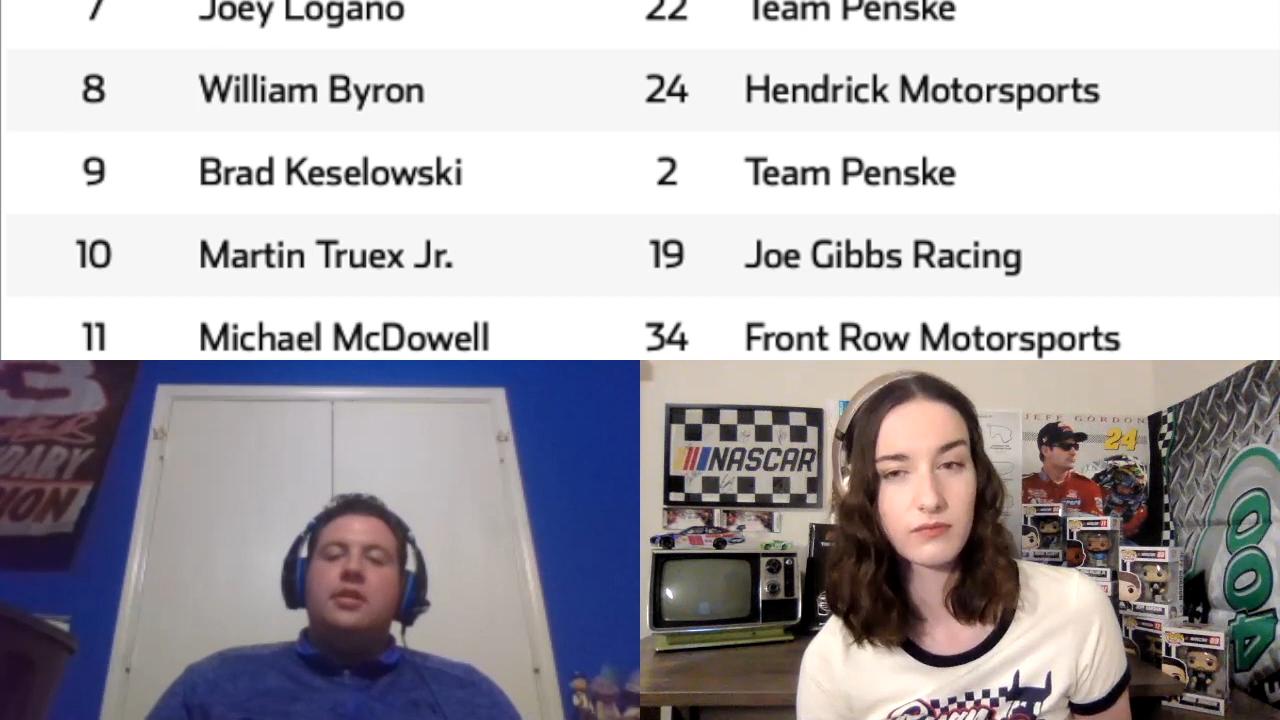 7 Joey Logano 22 Team Penske
8 William Byron 24 Hendrick Motorsports
9 Brad Keselowski 2 Team Penske
10 Martin Truex Jr. 19 Joe Gibbs Racing
11 Michael McDowell 34 Front Row Motorsports
3
ION
NASCAR
JEFF GORDON
24
400